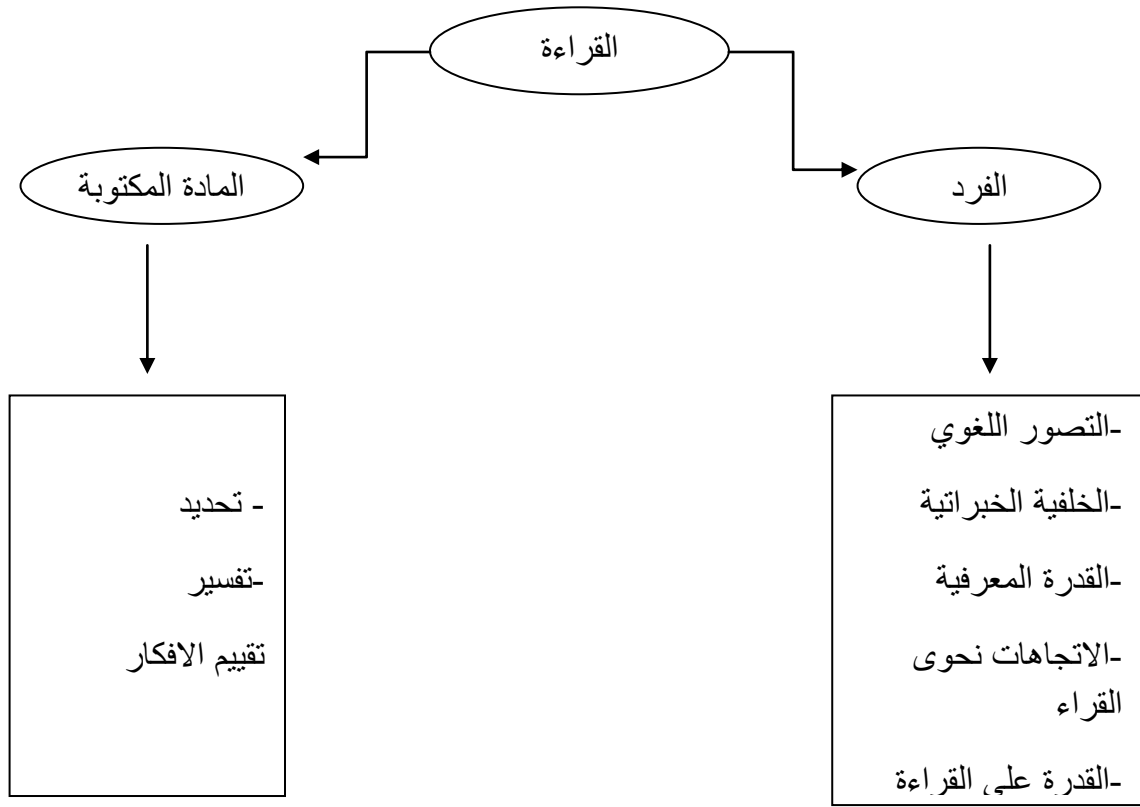 القراءة
الفرد
المادة المكتوبة
-التصور اللغوي
-الخلفية الخبراتية
-القدرة المعرفية
-الاتجاهات نحوى
القراء
-القدرة على القراءة
- تحديد
-تفسير
تقييم الافكار